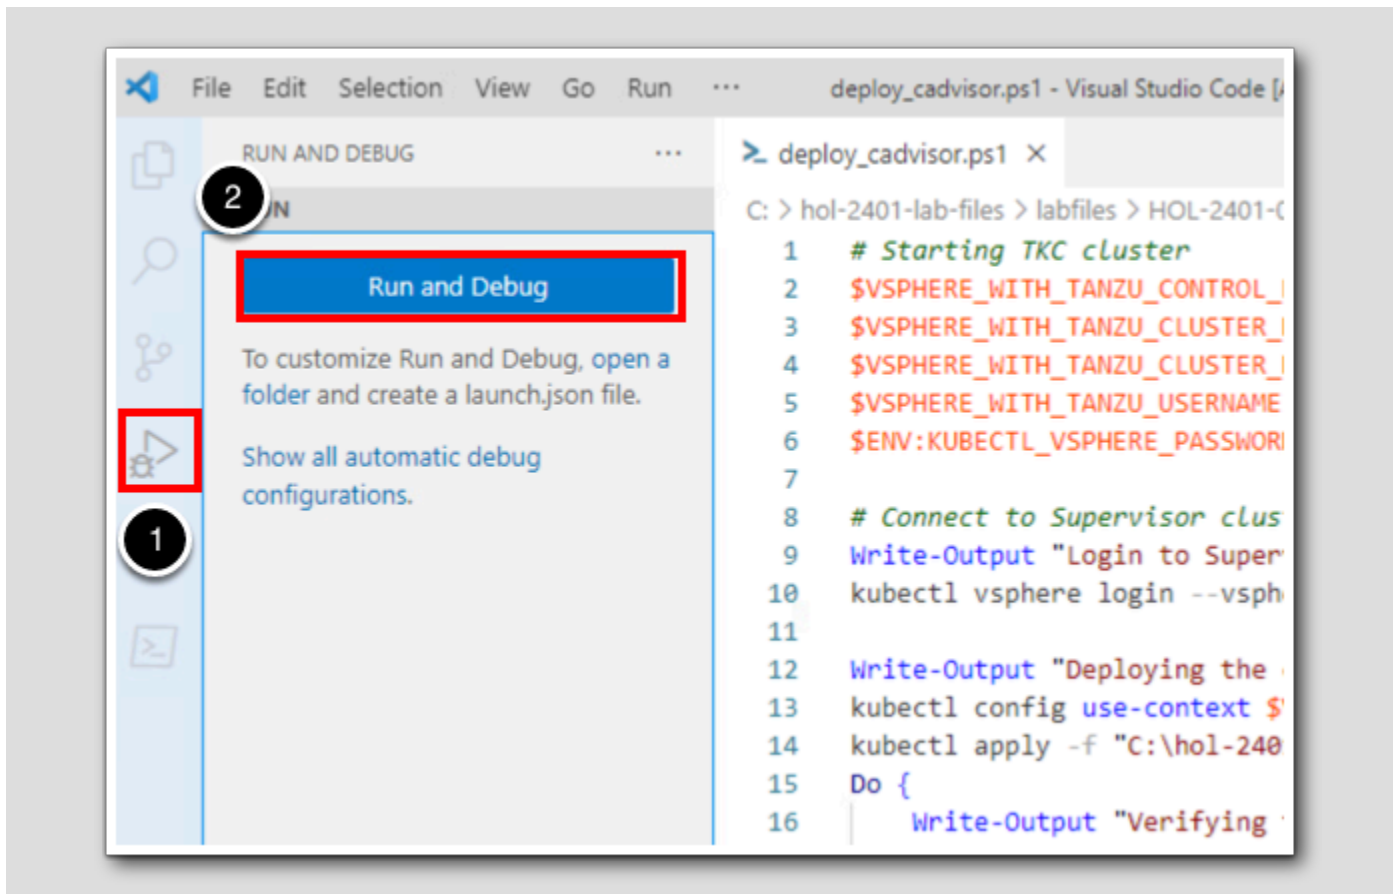 File Edit Selection View Go Run ··· deploy_cadvisor.ps1 - Visual Studio Code
RUN AND DEBUG ···
2
Run and Debug
To customize Run and Debug, open a
folder and create a launch.json file.
Show all automatic debug
configurations.
1
deploy_cadvisor.ps1 ×
C: > hol-2401-lab-files > labfiles > HOL-2401-0
1 # Starting TKC cluster
2 $VSPHERE_WITH_TANZU_CONTROL_
3 $VSPHERE_WITH_TANZU_CLUSTER_
4 $VSPHERE_WITH_TANZU_CLUSTER_
5 $VSPHERE_WITH_TANZU_USERNAME
6 $ENV:KUBECTL_VSPHERE_PASSWOR
7
8 # Connect to Supervisor clus
9 Write-Output "Login to Super
10 kubectl vsphere login --vsph
11
12 Write-Output "Deploying the
13 kubectl config use-context $
14 kubectl apply -f "C:\hol-240
15 Do {
16 Write-Output "Verifying